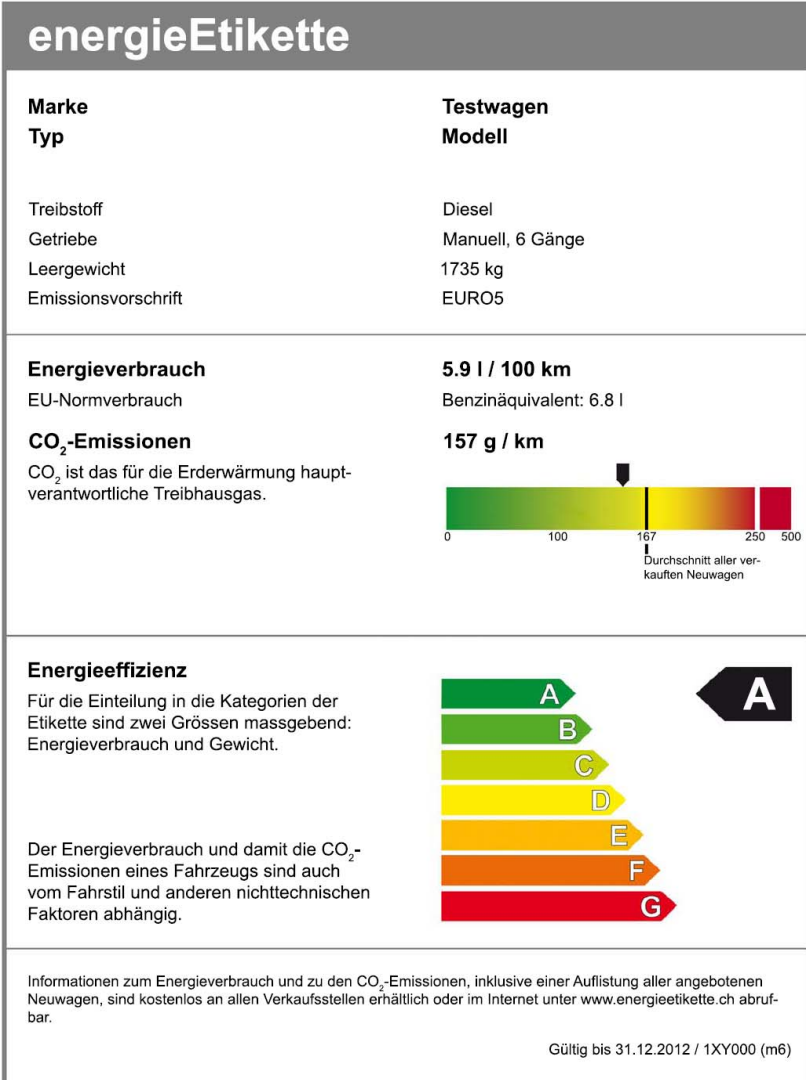 energieEtikette
Marke Testwagen
Typ Modell
Treibstoff Diesel
Getriebe Manuell, 6 Gänge
Leergewicht 1735 kg
Emissionsvorschrift EURO5
Energieverbrauch 5.9 l / 100 km
EU-Normverbrauch Benzinäquivalent: 6.8 l
CO₂-Emissionen 157 g / km
CO₂ ist das für die Erderwärmung haupt-
verantwortliche Treibhausgas.
0 100 167 250 500
Durchschnitt aller ver-
kauften Neuwagen
Energieeffizienz
Für die Einteilung in die Kategorien der
Etikette sind zwei Grössen massgebend:
Energieverbrauch und Gewicht.
A A
B
C
D
E
F
G
Der Energieverbrauch und damit die CO₂-
Emissionen eines Fahrzeugs sind auch
vom Fahrstil und anderen nichttechnischen
Faktoren abhängig.
Informationen zum Energieverbrauch und zu den CO₂-Emissionen, inklusive einer Auflistung aller angebotenen
Neuwagen, sind kostenlos an allen Verkaufsstellen erhältlich oder im Internet unter www.energieetikette.ch abruf-
bar.
Gültig bis 31.12.2012 / 1XY000 (m6)